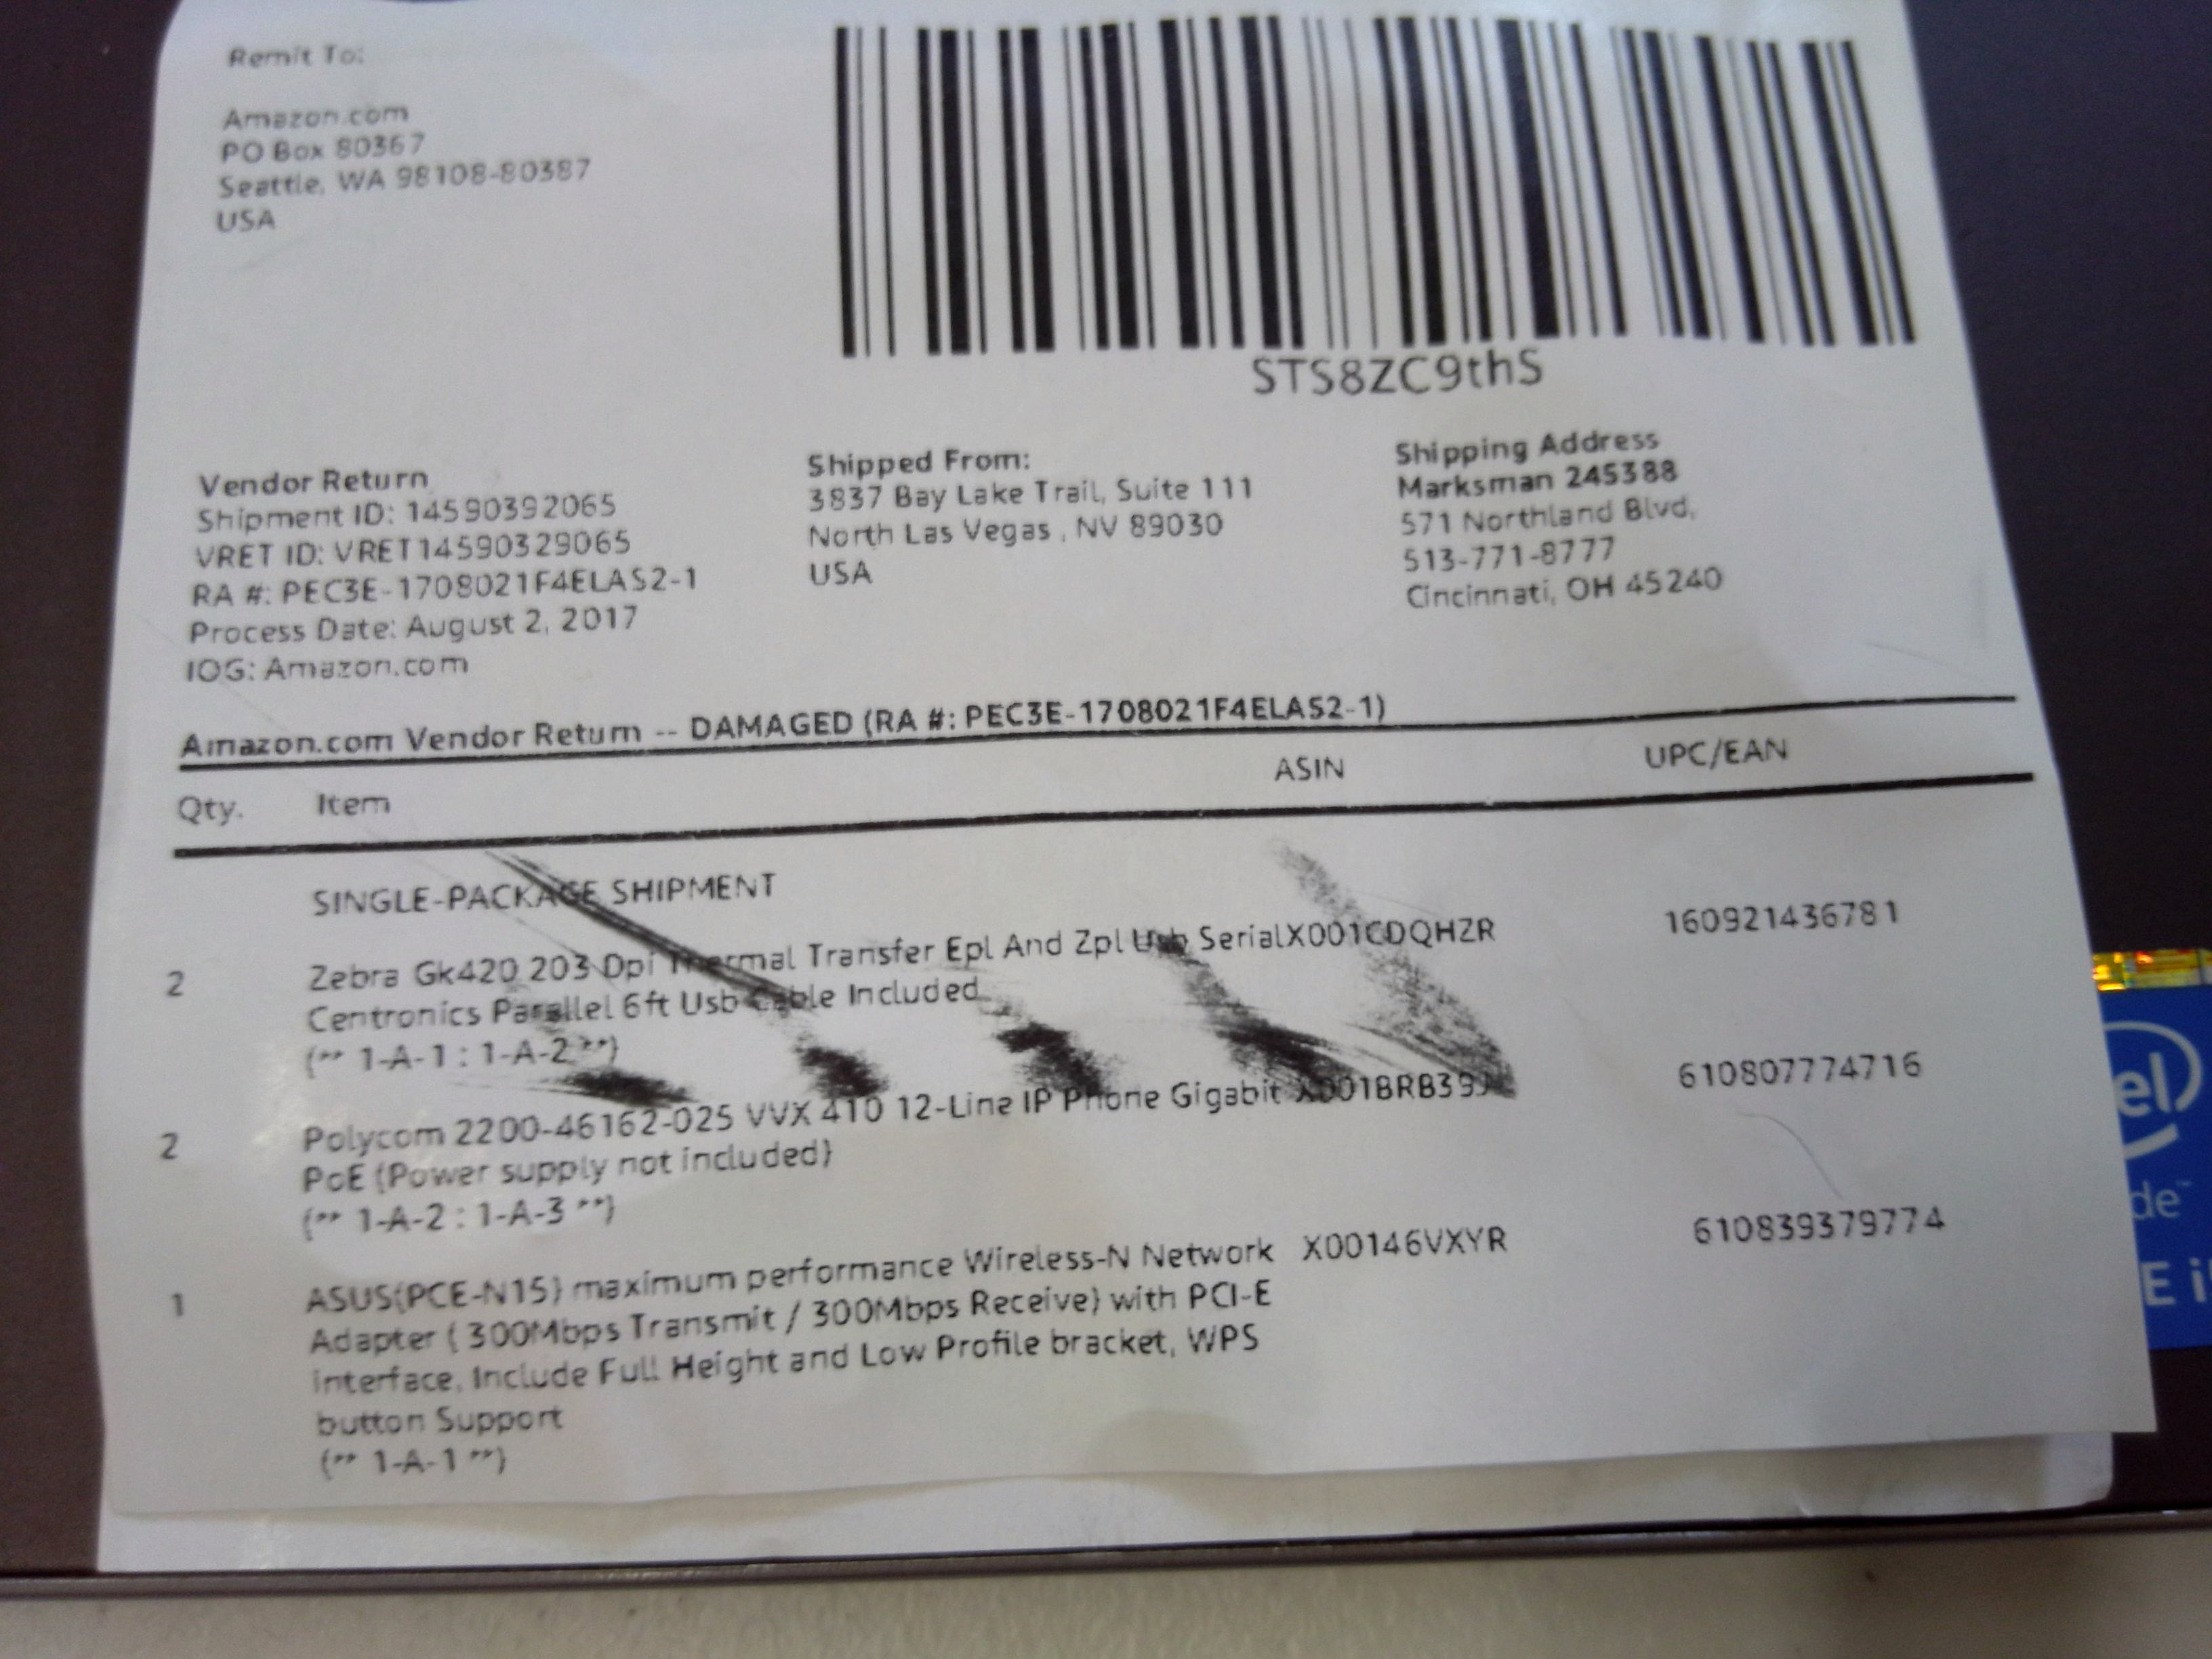 Remit To:
Amazon.com
PO Box 80367
Seattle, WA 98108-80387
USA
STS8ZC9thS
Vendor Return
Shipment ID: 14590392065
VRET ID: VRET14590329065
RA #: PEC3E-1708021F4ELAS2-1
Process Date: August 2, 2017
IOG: Amazon.com
Shipped From:
3837 Bay Lake Trail, Suite 111
North Las Vegas , NV 89030
USA
Shipping Address
Marksman 245388
571 Northland Blvd,
513-771-8777
Cincinnati, OH 45240
Amazon.com Vendor Return -- DAMAGED (RA #: PEC3E-1708021F4ELAS2-1)
Qty. Item ASIN UPC/EAN
SINGLE-PACKAGE SHIPMENT
2 Zebra Gk420 203 Dpi Thermal Transfer Epl And Zpl Usb SerialX001CDQHZR 160921436781
Centronics Parallel 6ft Usb Cable Included
(** 1-A-1 : 1-A-2 **)
2 Polycom 2200-46162-025 VVX 410 12-Line IP Phone Gigabit 610807774716
PoE (Power supply not included)
(** 1-A-2 : 1-A-3 **)
1 ASUS(PCE-N15) maximum performance Wireless-N Network X00146VXYR 610839379774
Adapter ( 300Mbps Transmit / 300Mbps Receive) with PCI-E
interface, Include Full Height and Low Profile bracket, WPS
button Support
(** 1-A-1 **)